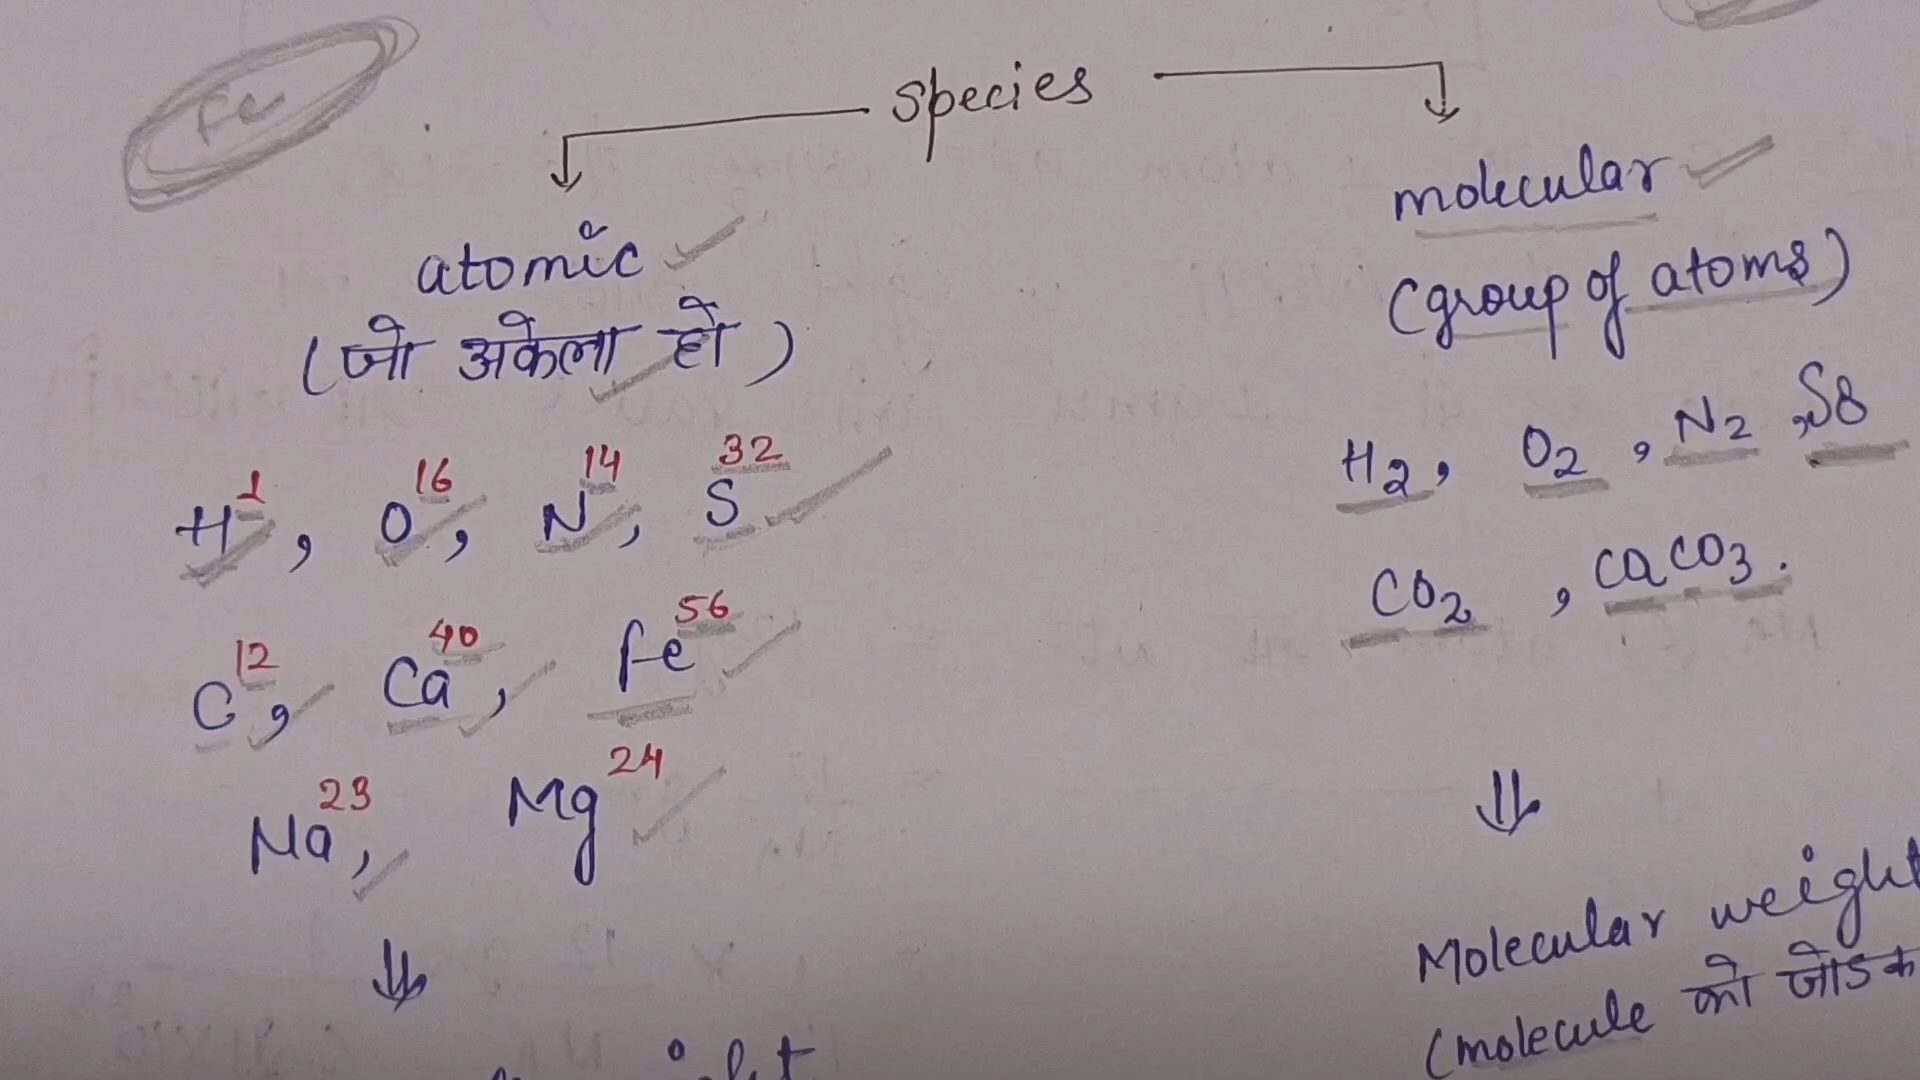 Fe
Species
atomic
(जो अकेला हो)
H¹, O¹⁶, N¹⁴, S³²
C¹², Ca⁴⁰, Fe⁵⁶
Na²³, Mg²⁴
molecular
(group of atoms)
H2, O2, N2, S8
CO2, CaCO3.
Molecular weight
(molecule को जोडक